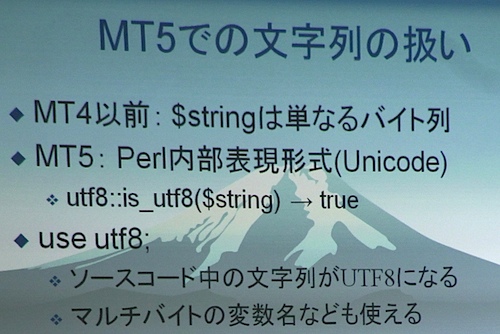 MT5での文字列の扱い
MT4以前：$stringは単なるバイト列
MT5：Perl内部表現形式(Unicode)
utf8::is_utf8($string) → true
use utf8;
ソースコード中の文字列がUTF8になる
マルチバイトの変数名なども使える